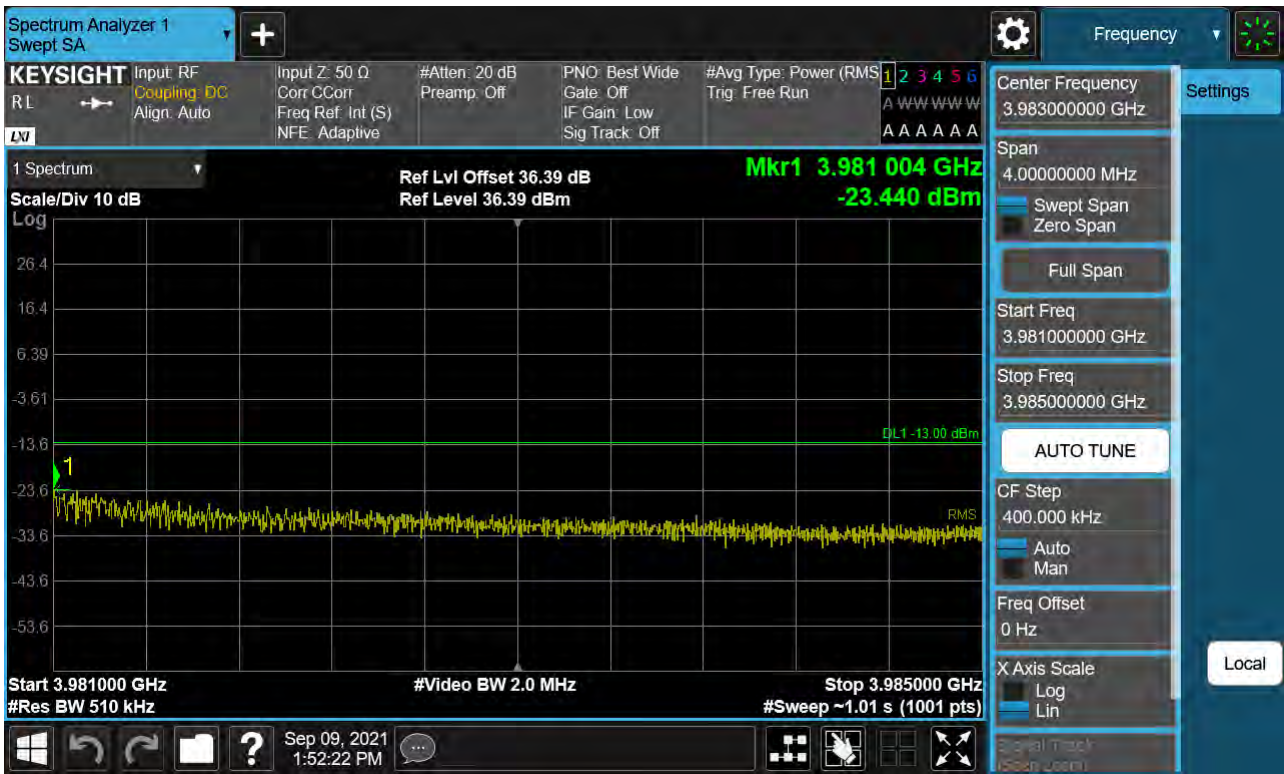 Spectrum Analyzer 1
Swept SA
+
Frequency
KEYSIGHT
R L
LXI
Input: RF
Coupling: DC
Align: Auto
Input Z: 50 Ω
Corr CCorr
Freq Ref: Int (S)
NFE: Adaptive
#Atten: 20 dB
Preamp: Off
PNO: Best Wide
Gate: Off
IF Gain: Low
Sig Track: Off
#Avg Type: Power (RMS
Trig: Free Run
1 2 3 4 5 6
A W W W W W
A A A A A A
1 Spectrum
Scale/Div 10 dB
Log
Ref Lvl Offset 36.39 dB
Ref Level 36.39 dBm
Mkr1 3.981 004 GHz
-23.440 dBm
26.4
16.4
6.39
-3.61
-13.6
-23.6
-33.6
-43.6
-53.6
DL1 -13.00 dBm
1
RMS
Start 3.981000 GHz
#Res BW 510 kHz
#Video BW 2.0 MHz
Stop 3.985000 GHz
#Sweep ~1.01 s (1001 pts)
Center Frequency
3.983000000 GHz
Span
4.00000000 MHz
Swept Span
Zero Span
Full Span
Start Freq
3.981000000 GHz
Stop Freq
3.985000000 GHz
AUTO TUNE
CF Step
400.000 kHz
Auto
Man
Freq Offset
0 Hz
X Axis Scale
Log
Lin
Signal Track
(Span Zoom)
Settings
Local
?
Sep 09, 2021
1:52:22 PM